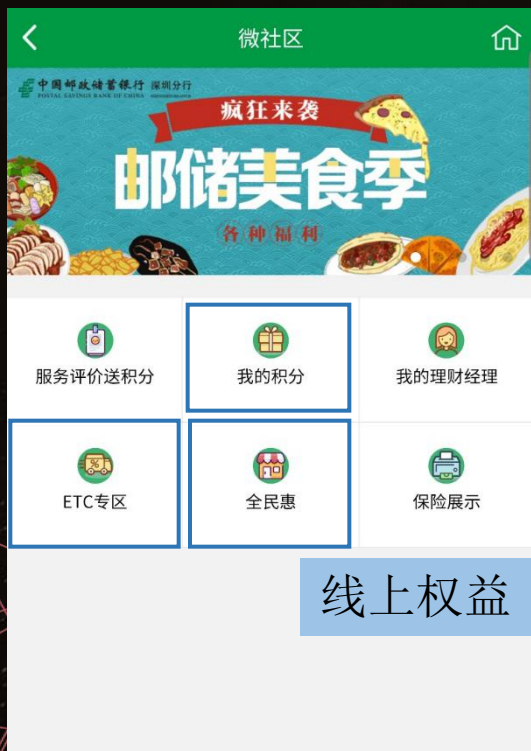 微社区
中国邮政储蓄银行 深圳分行
POSTAL SAVINGS BANK OF CHINA
疯狂来袭
邮储美食季
各种福利
服务评价送积分
我的积分
我的理财经理
ETC专区
全民惠
保险展示
线上权益